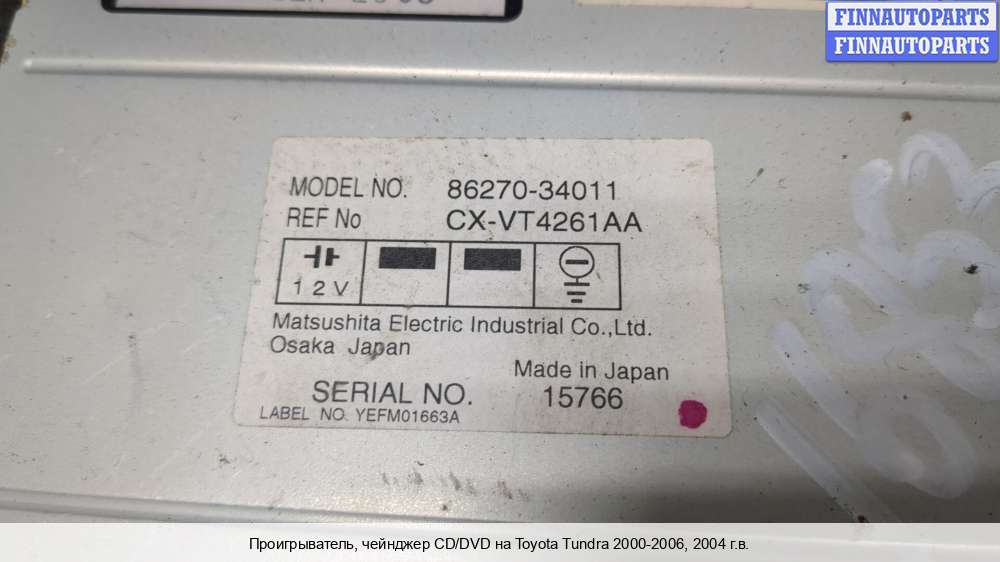 FINNAUTOPARTS
FINNAUTOPARTS
MODEL NO. 86270-34011
REF No CX-VT4261AA
12V
Matsushita Electric Industrial Co.,Ltd.
Osaka Japan
Made in Japan
SERIAL NO. 15766
LABEL NO. YEFM01663A
Проигрыватель, чейнджер CD/DVD на Toyota Tundra 2000-2006, 2004 г.в.